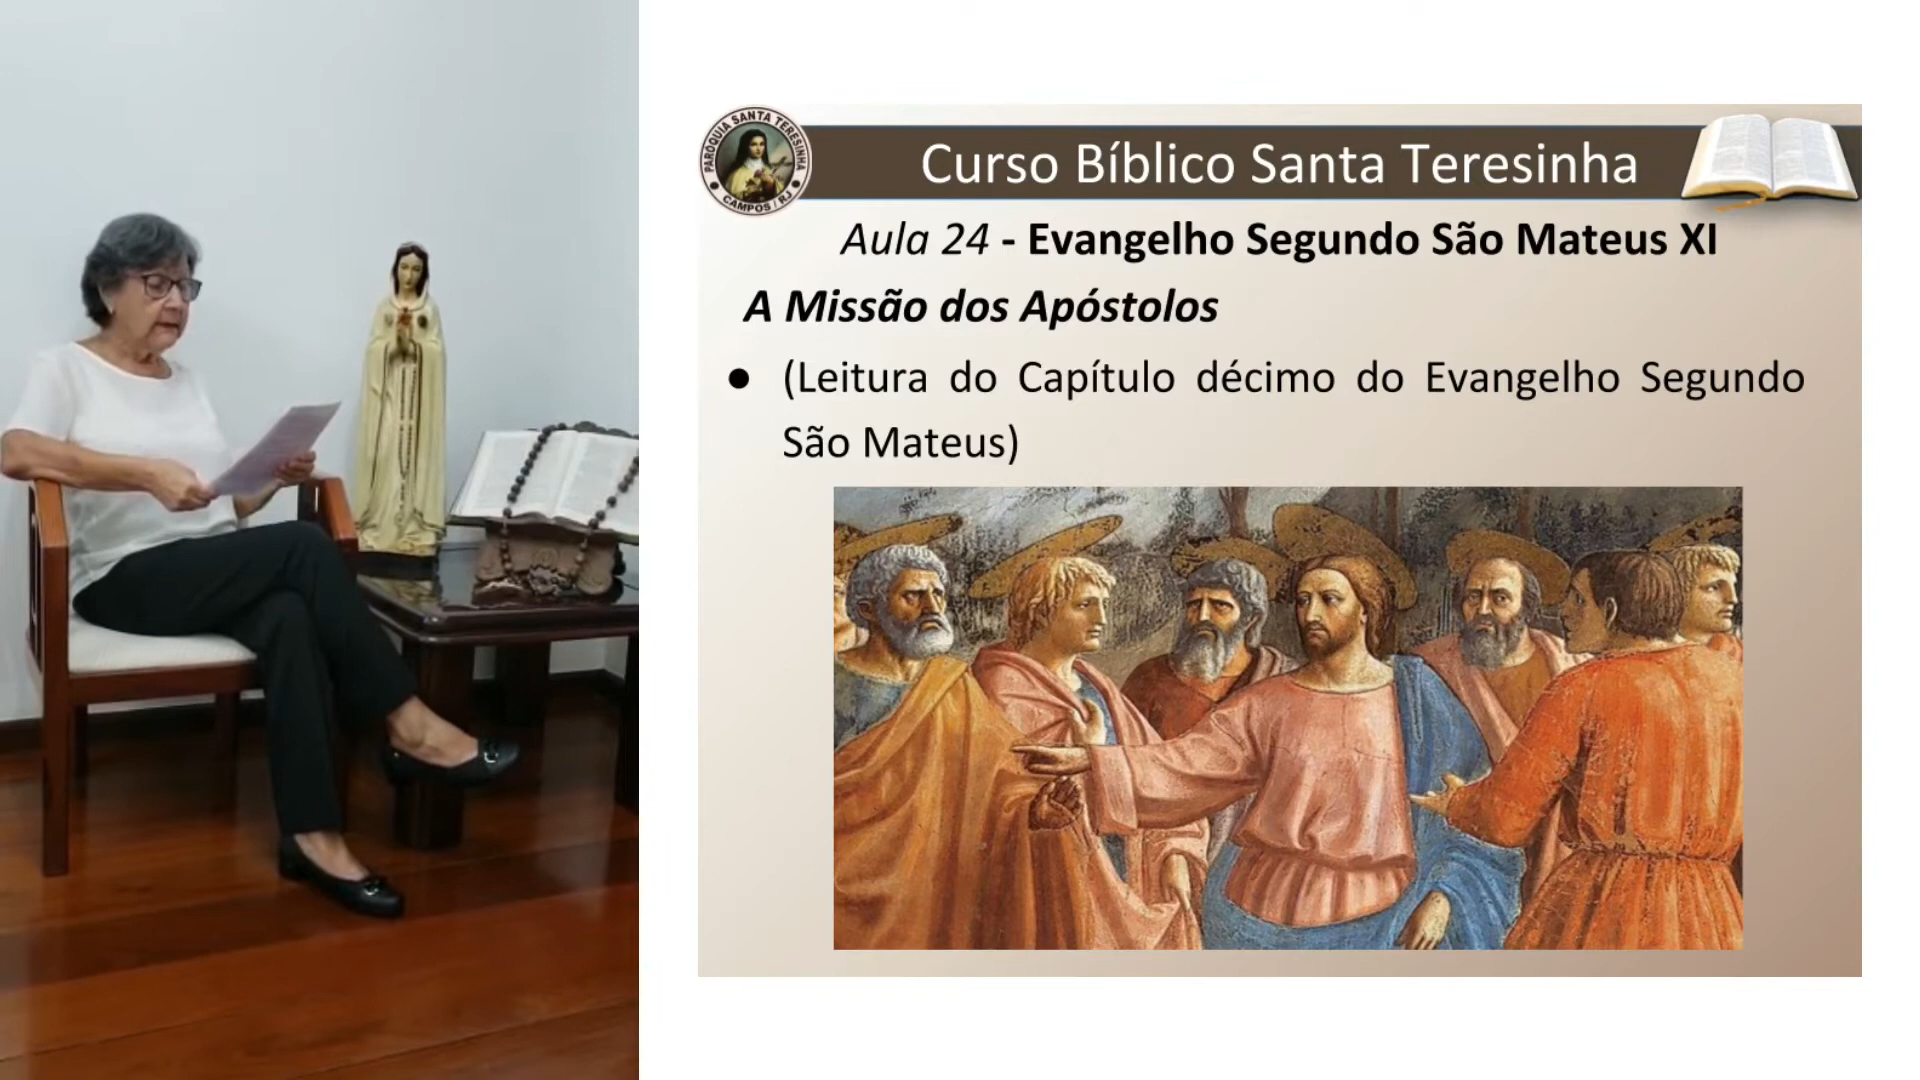 PARÓQUIA SANTA TERESINHA
CAMPOS / RJ
Curso Bíblico Santa Teresinha
Aula 24 - Evangelho Segundo São Mateus XI
A Missão dos Apóstolos
● (Leitura do Capítulo décimo do Evangelho Segundo
São Mateus)